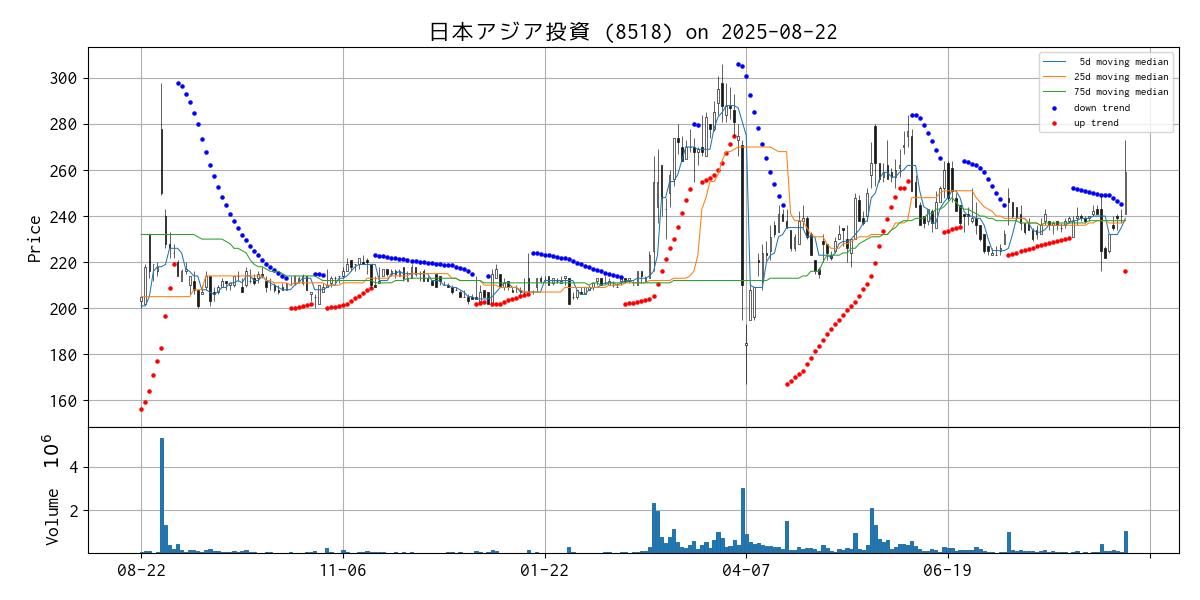 日本アジア投資 (8518) on 2025-08-22
5d moving median
25d moving median
75d moving median
down trend
up trend
Price
300
280
260
240
220
200
180
160
Volume 10⁶
4
2
08-22 11-06 01-22 04-07 06-19